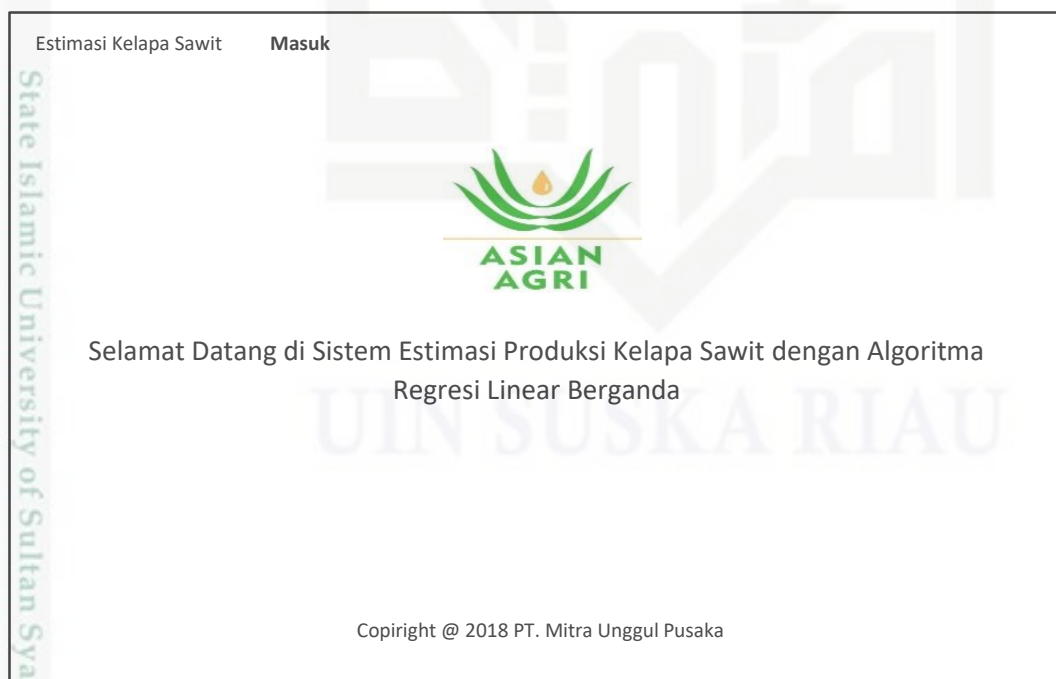 Estimasi Kelapa Sawit Masuk
ASIAN
AGRI
Selamat Datang di Sistem Estimasi Produksi Kelapa Sawit dengan Algoritma
Regresi Linear Berganda
UIN SUSKA RIAU
Copiright @ 2018 PT. Mitra Unggul Pusaka
State Islamic University of Sultan Sya